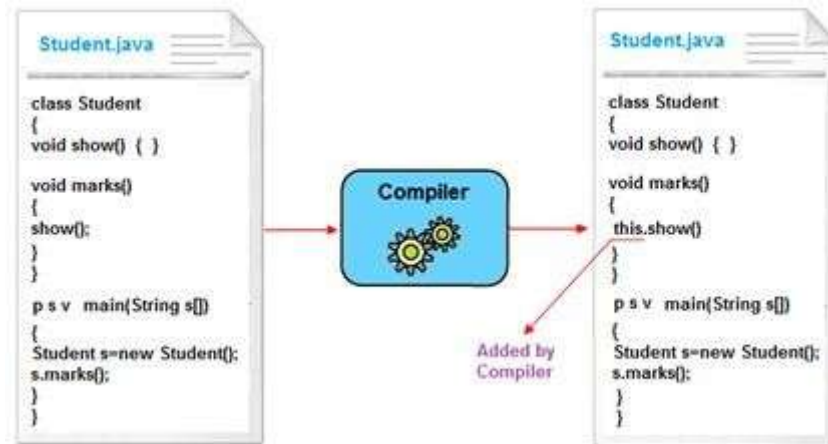 Student.java
class Student
{
void show() { }
void marks()
{
show();
}
}
p s v main(String s[])
{
Student s=new Student();
s.marks();
}
}
Compiler
Added by
Compiler
Student.java
class Student
{
void show() { }
void marks()
{
this.show()
}
}
p s v main(String s[])
{
Student s=new Student();
s.marks();
}
}